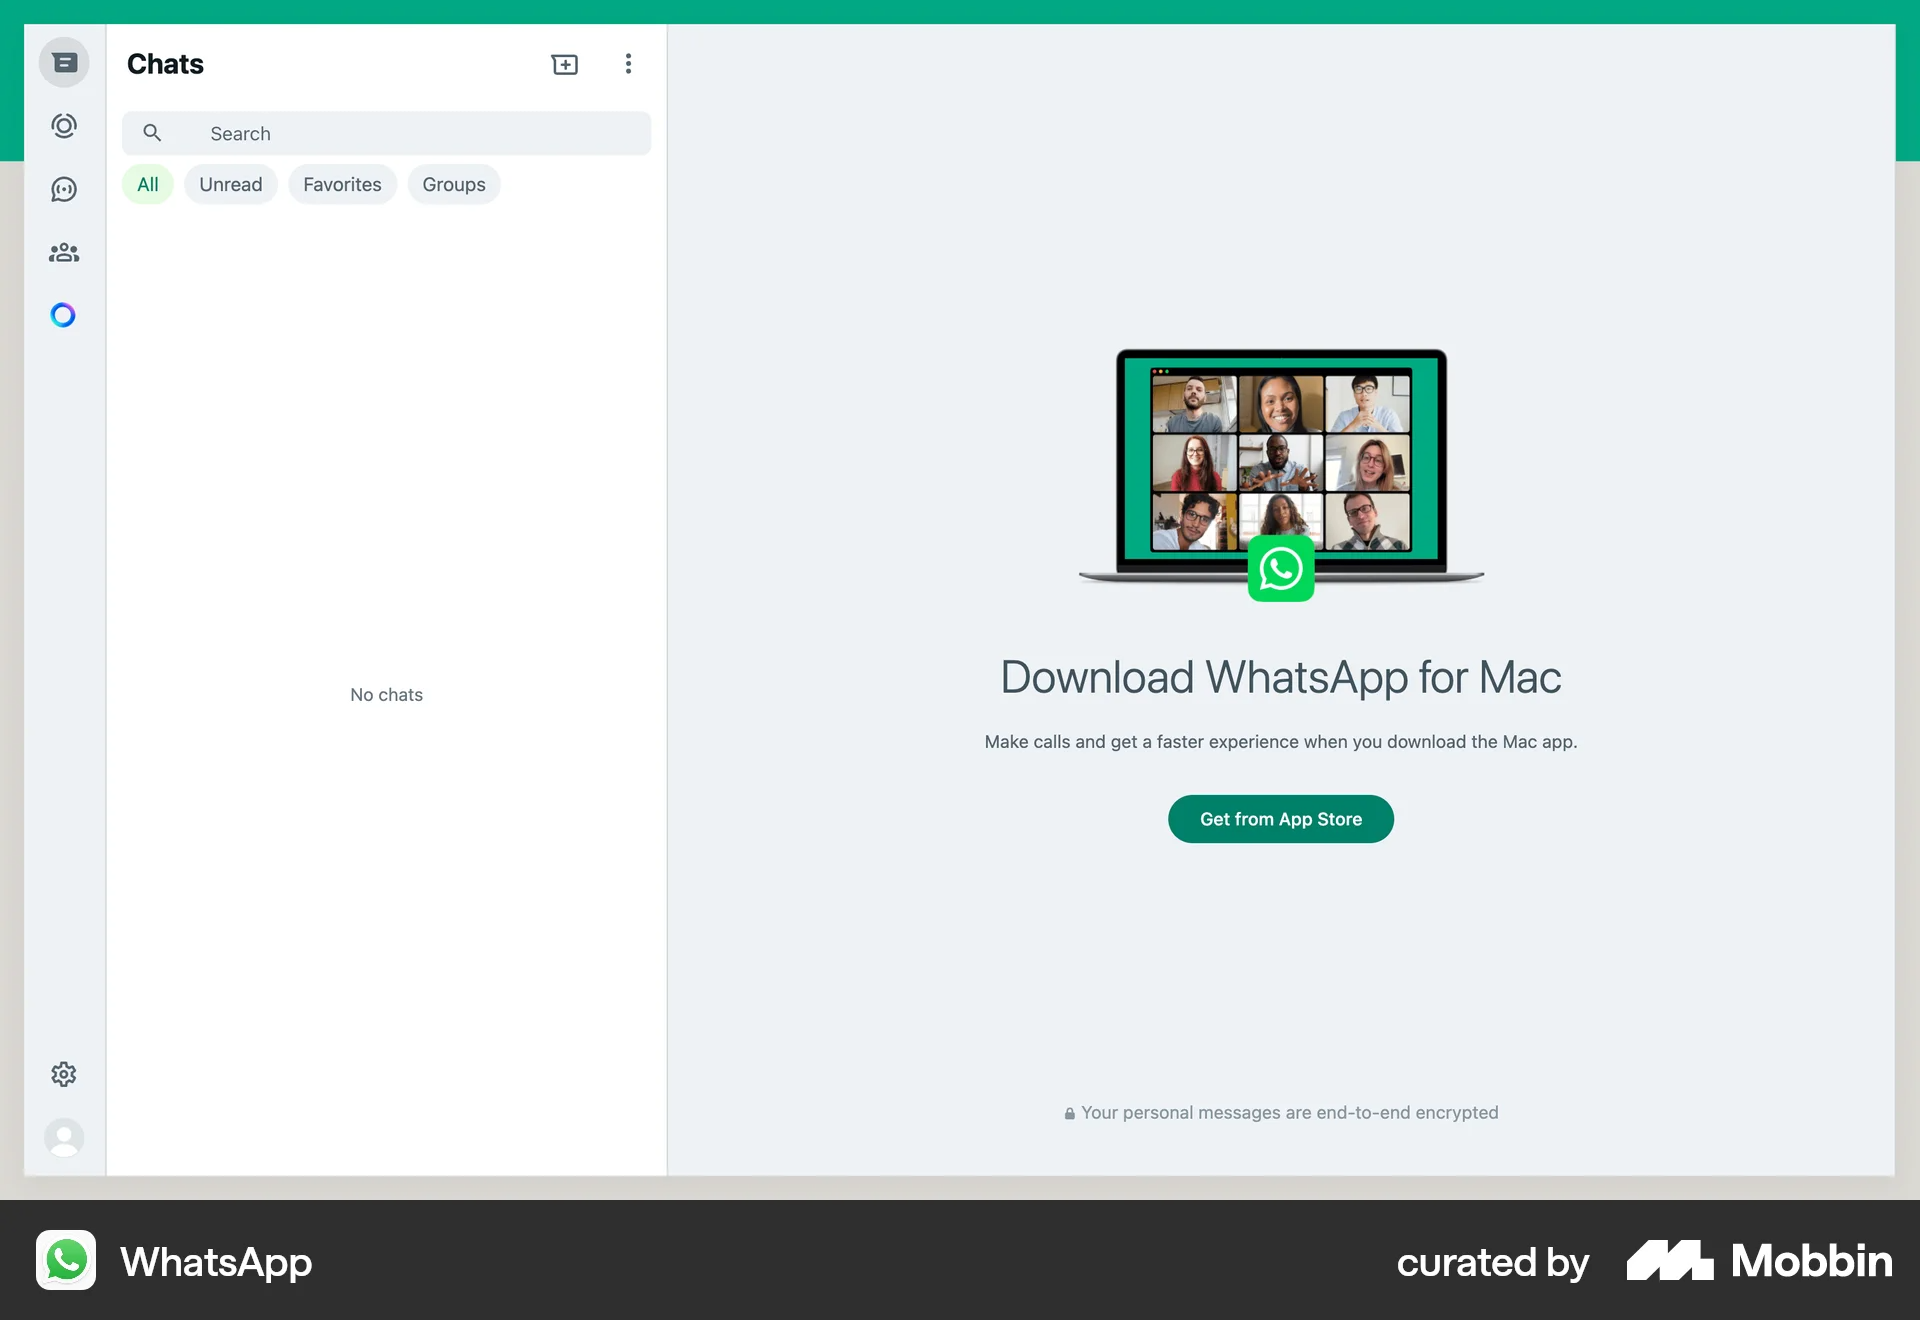 Chats
Search
All
Unread
Favorites
Groups
No chats
Download WhatsApp for Mac
Make calls and get a faster experience when you download the Mac app.
Get from App Store
Your personal messages are end-to-end encrypted
WhatsApp
curated by Mobbin